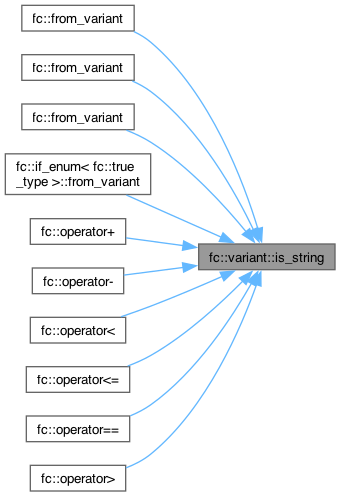 fc::from_variant
fc::from_variant
fc::from_variant
fc::if_enum< fc::true
_type >::from_variant
fc::operator+
fc::variant::is_string
fc::operator-
fc::operator<
fc::operator<=
fc::operator==
fc::operator>